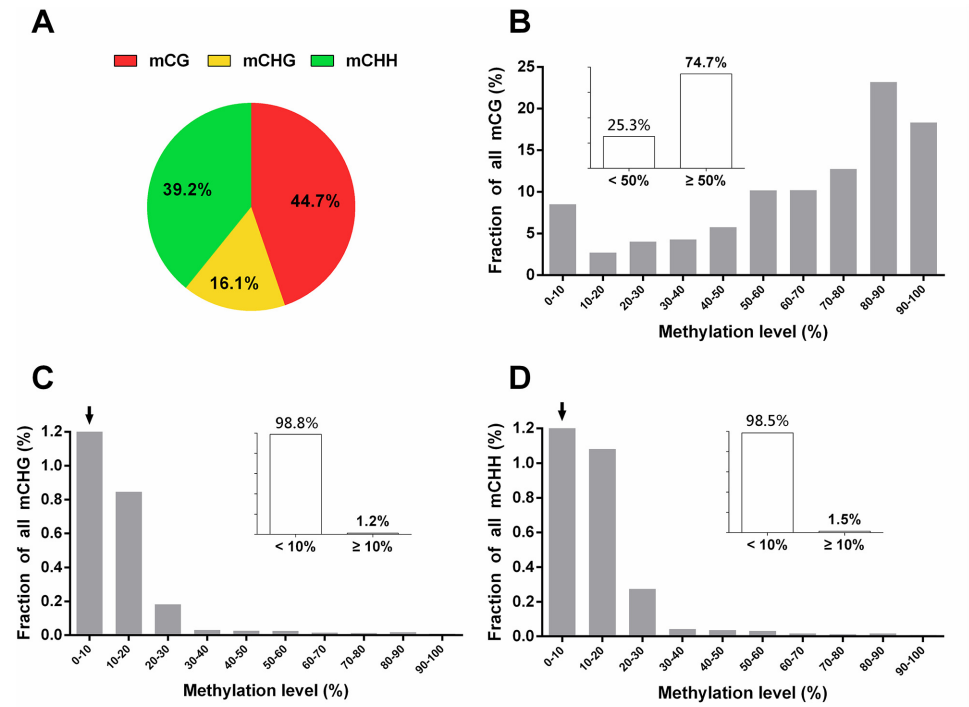 A
mCG mCHG mCHH
39.2%
44.7%
16.1%
B
Fraction of all mCG (%)
25
20
15
10
5
0
74.7%
25.3%
< 50% ≥ 50%
0-10 10-20 20-30 30-40 40-50 50-60 60-70 70-80 80-90 90-100
Methylation level (%)
C
Fraction of all mCHG (%)
1.2
1.0
0.8
0.6
0.4
0.2
0.0
98.8%
1.2%
< 10% ≥ 10%
0-10 10-20 20-30 30-40 40-50 50-60 60-70 70-80 80-90 90-100
Methylation level (%)
D
Fraction of all mCHH (%)
1.2
1.0
0.8
0.6
0.4
0.2
0.0
98.5%
1.5%
< 10% ≥ 10%
0-10 10-20 20-30 30-40 40-50 50-60 60-70 70-80 80-90 90-100
Methylation level (%)